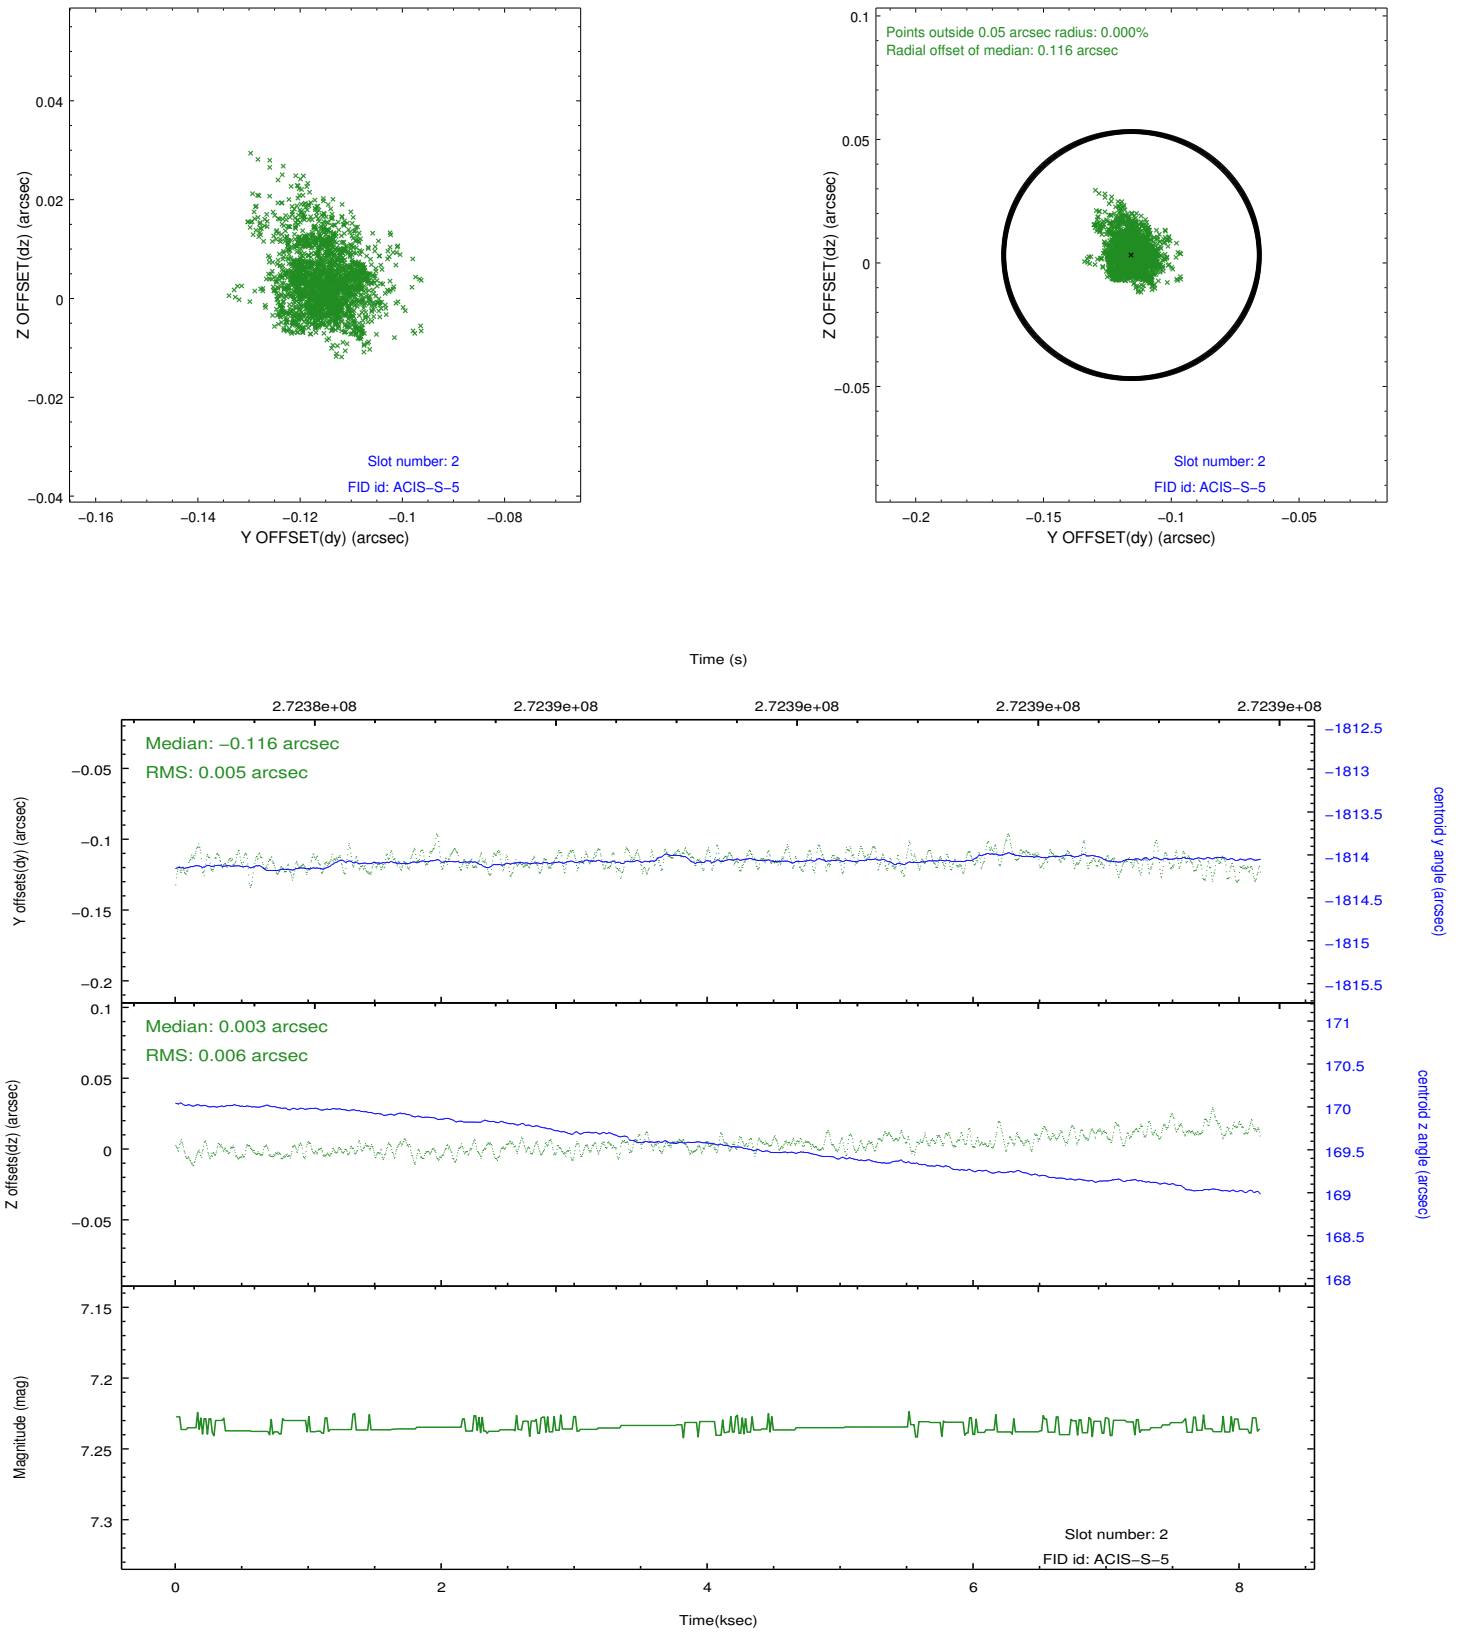 0.04
0.02
0
−0.02
−0.04
−0.16
−0.14
−0.12
−0.1
−0.08
Z OFFSET(dz) (arcsec)
Y OFFSET(dy) (arcsec)
Slot number: 2
FID id: ACIS−S−5
Points outside 0.05 arcsec radius: 0.000%
Radial offset of median: 0.116 arcsec
0.1
0.05
0
−0.05
−0.2
−0.15
−0.1
−0.05
Z OFFSET(dz) (arcsec)
Y OFFSET(dy) (arcsec)
Slot number: 2
FID id: ACIS−S−5
Time (s)
2.7238e+08
2.7239e+08
2.7239e+08
2.7239e+08
2.7239e+08
Median: −0.116 arcsec
RMS: 0.005 arcsec
−0.05
−0.1
−0.15
−0.2
Y offsets(dy) (arcsec)
−1812.5
−1813
−1813.5
−1814
−1814.5
−1815
−1815.5
centroid y angle (arcsec)
Median: 0.003 arcsec
RMS: 0.006 arcsec
0.1
0.05
0
−0.05
Z offsets(dz) (arcsec)
171
170.5
170
169.5
169
168.5
168
centroid z angle (arcsec)
7.15
7.2
7.25
7.3
Magnitude (mag)
Slot number: 2
FID id: ACIS−S−5
0
2
4
6
8
Time(ksec)